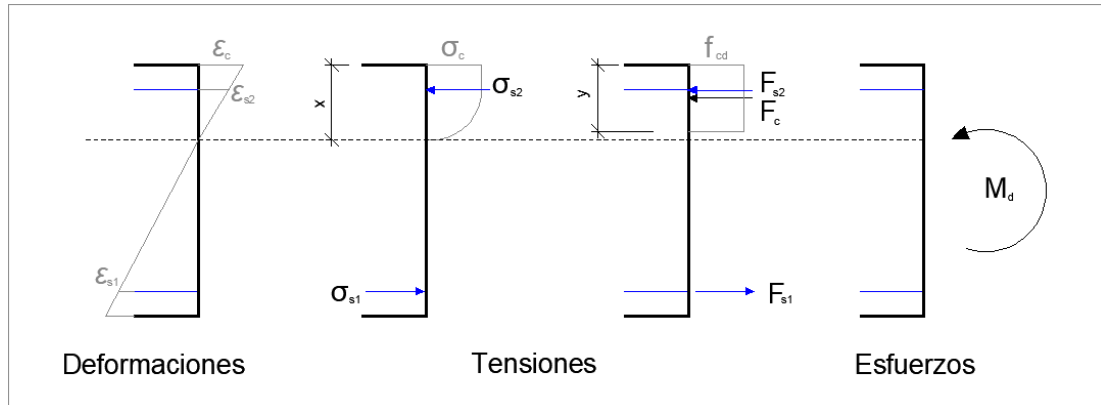 εc
εs2
εs1
σc
x
σs2
σs1
fcd
y
Fs2
Fc
Fs1
Md
Deformaciones
Tensiones
Esfuerzos